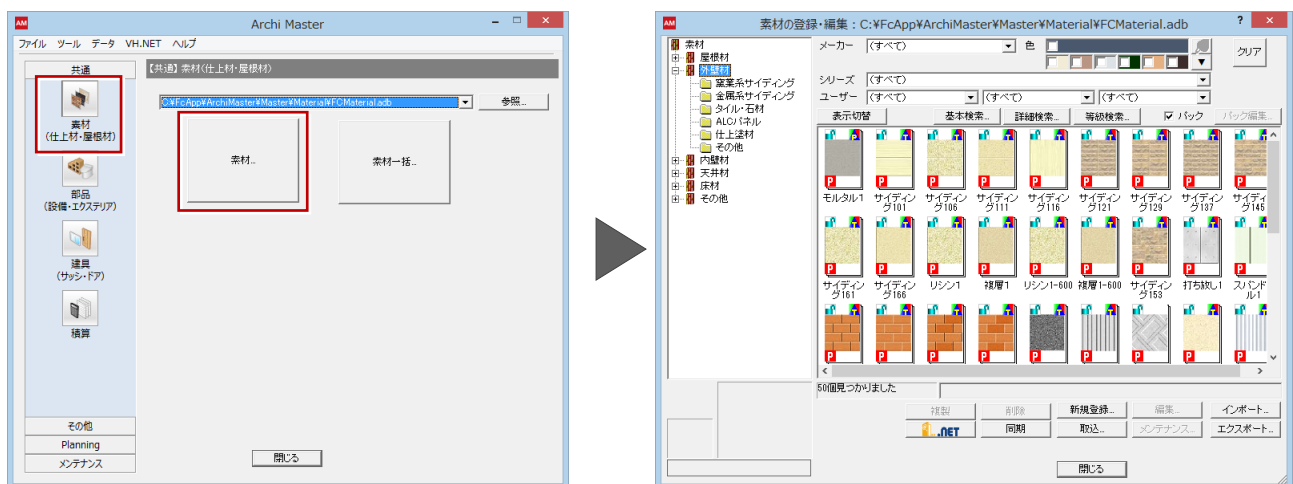 Archi Master
ファイル ツール データ VH.NET ヘルプ
共通
素材
(仕上材・屋根材)
部品
(設備・エクステリア)
建具
(サッシ・ドア)
積算
その他
Planning
メンテナンス
【共通】 素材(仕上材・屋根材)
C:¥FcApp¥ArchiMaster¥Master¥Material¥FCMaterial.adb
参照...
素材...
素材一括...
閉じる
素材の登録・編集：C:¥FcApp¥ArchiMaster¥Master¥Material¥FCMaterial.adb
素材
屋根材
外壁材
窯業系サイディング
金属系サイディング
タイル・石材
ALCパネル
仕上塗材
その他
内壁材
天井材
床材
その他
メーカー (すべて) 色 クリア
シリーズ (すべて)
ユーザー (すべて) (すべて) (すべて)
表示切替 基本検索... 詳細検索... 等級検索... パック パック編集...
モルタル1 サイディング101 サイディング106 サイディング111 サイディング116 サイディング121 サイディング129 サイディング137 サイディグ145
サイディング161 サイディング166 リシン1 複層1 リシン1-600 複層1-600 サイディング153 打ち放し1 スパンドル1
50個見つかりました
複製 削除 新規登録... 編集... インポート...
.NET 同期 取込... メンテナンス... エクスポート...
閉じる